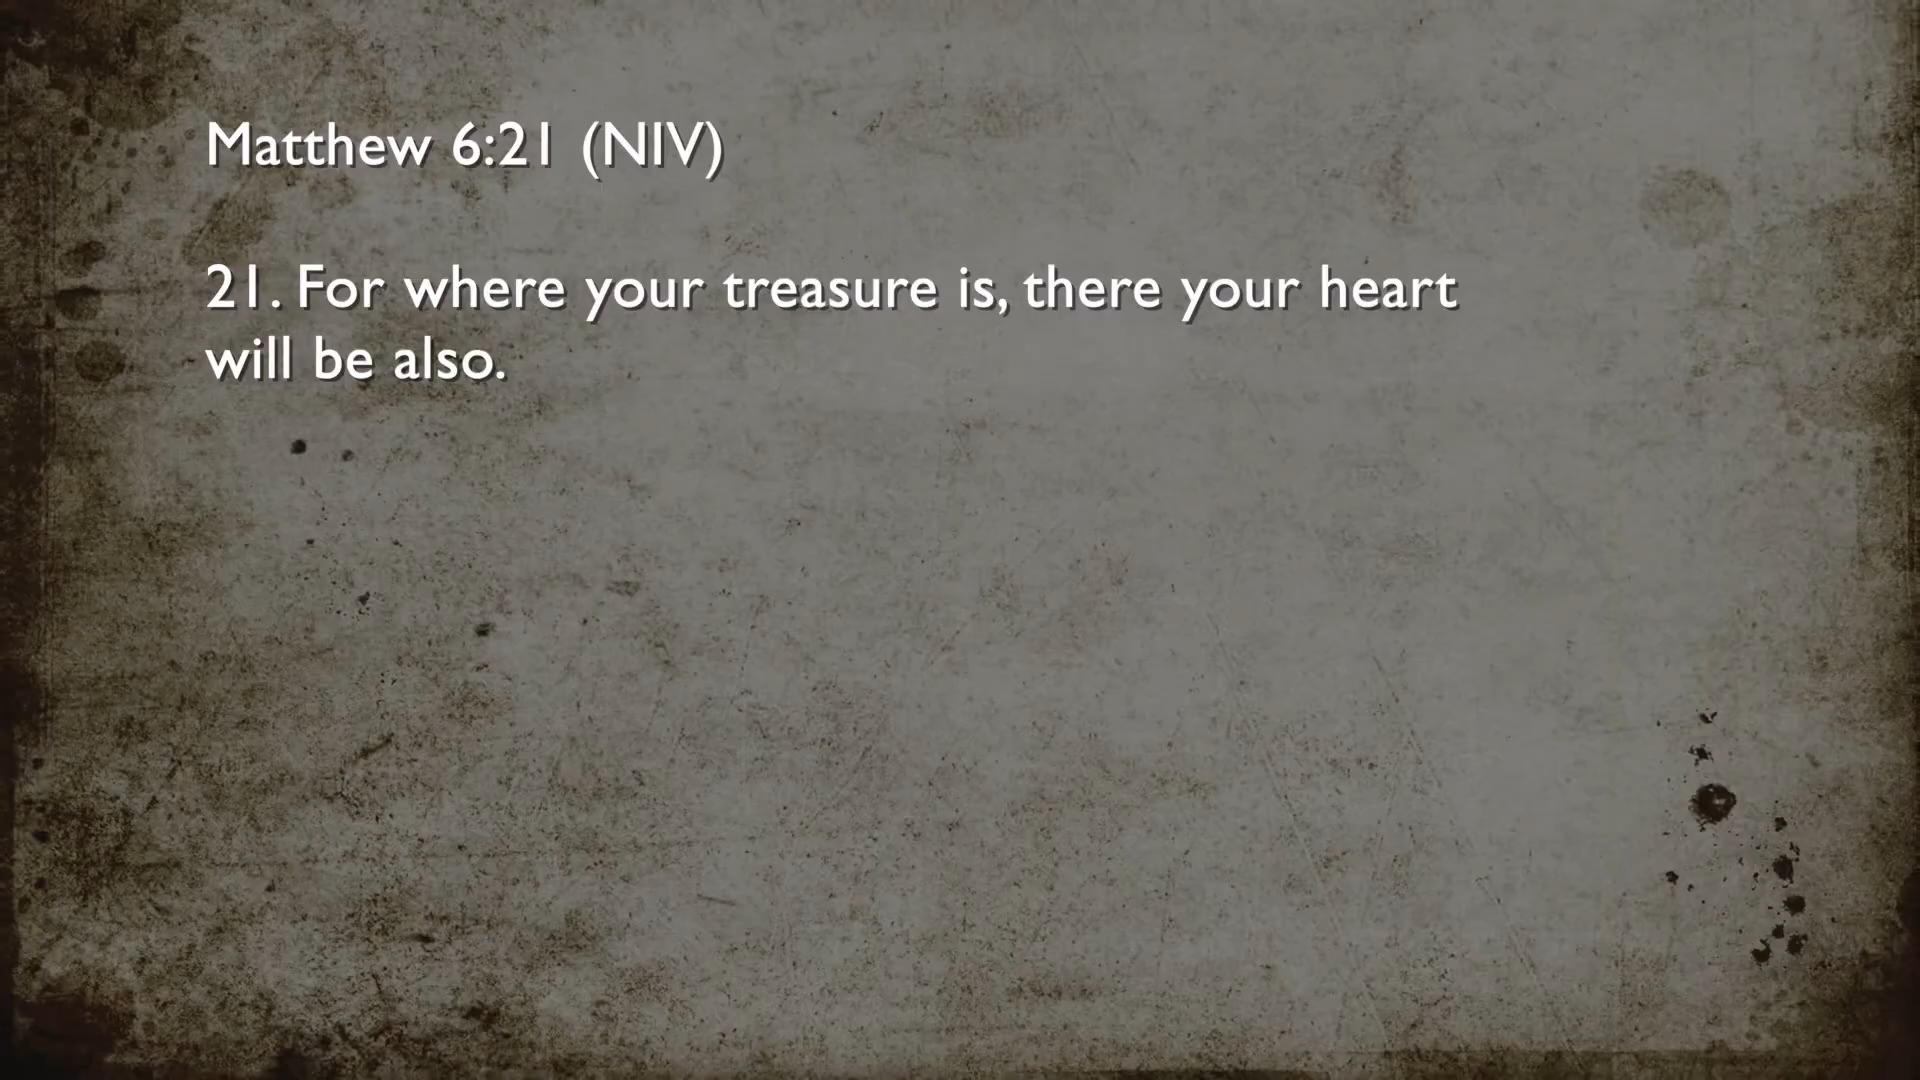 Matthew 6:21 (NIV)
21. For where your treasure is, there your heart
will be also.